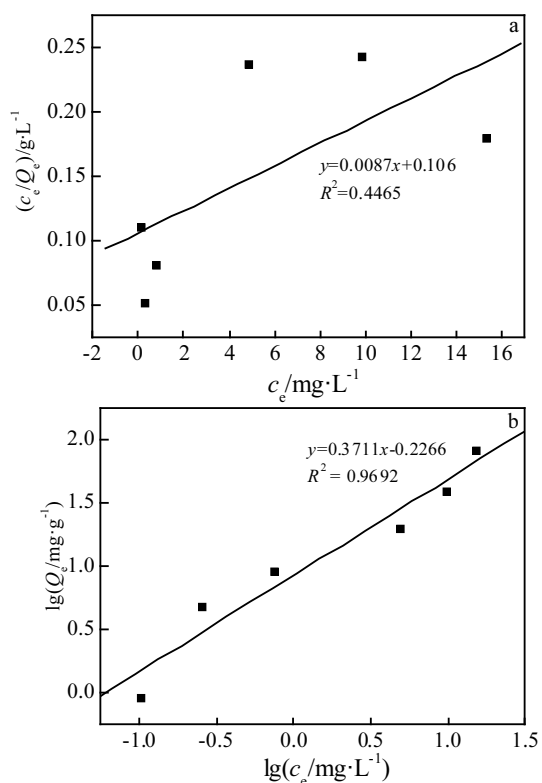 a
0.25
0.20
0.15
0.10
0.05
(c_e/Q_e)/g·L⁻¹
y=0.0087x+0.106
R²=0.4465
-2 0 2 4 6 8 10 12 14 16
c_e/mg·L⁻¹
b
2.0
1.5
1.0
0.5
0.0
lg(Q_e/mg·g⁻¹)
y=0.3711x-0.2266
R² = 0.9692
-1.0 -0.5 0.0 0.5 1.0 1.5
lg(c_e/mg·L⁻¹)